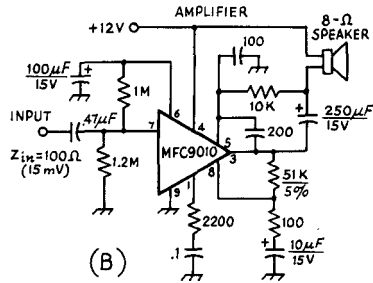 AMPLIFIER
8-Ω
SPEAKER
+12V
100
100µF
15V
+
1M
10K
+
250µF
15V
INPUT
.47µF
6
4
5
200
7
MFC9010
3
Zin=100Ω
(15mV)
1.2M
8
9
1
51K
5%
2200
100
.1
+
10µF
15V
(B)